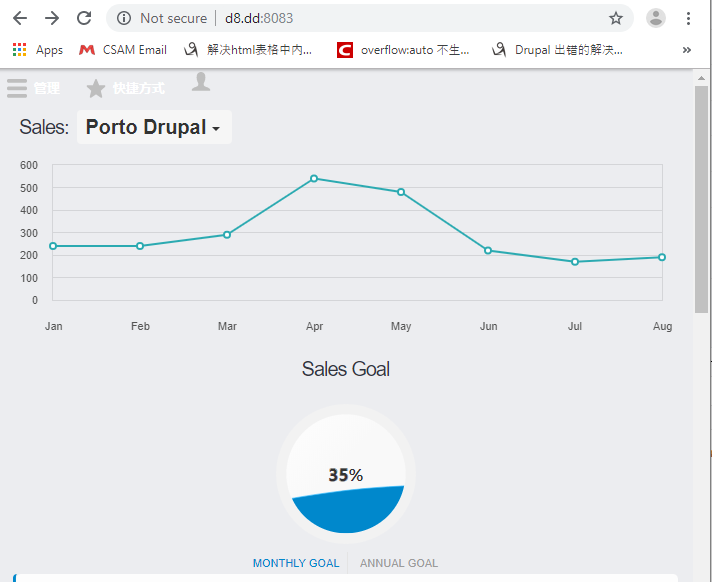 Not secure d8.dd:8083
Apps CSAM Email 解决html表格中内... overflow:auto 不生... Drupal 出错的解决... »
管理 快捷方式
Sales: Porto Drupal
600
500
400
300
200
100
0
Jan Feb Mar Apr May Jun Jul Aug
Sales Goal
35%
MONTHLY GOAL ANNUAL GOAL